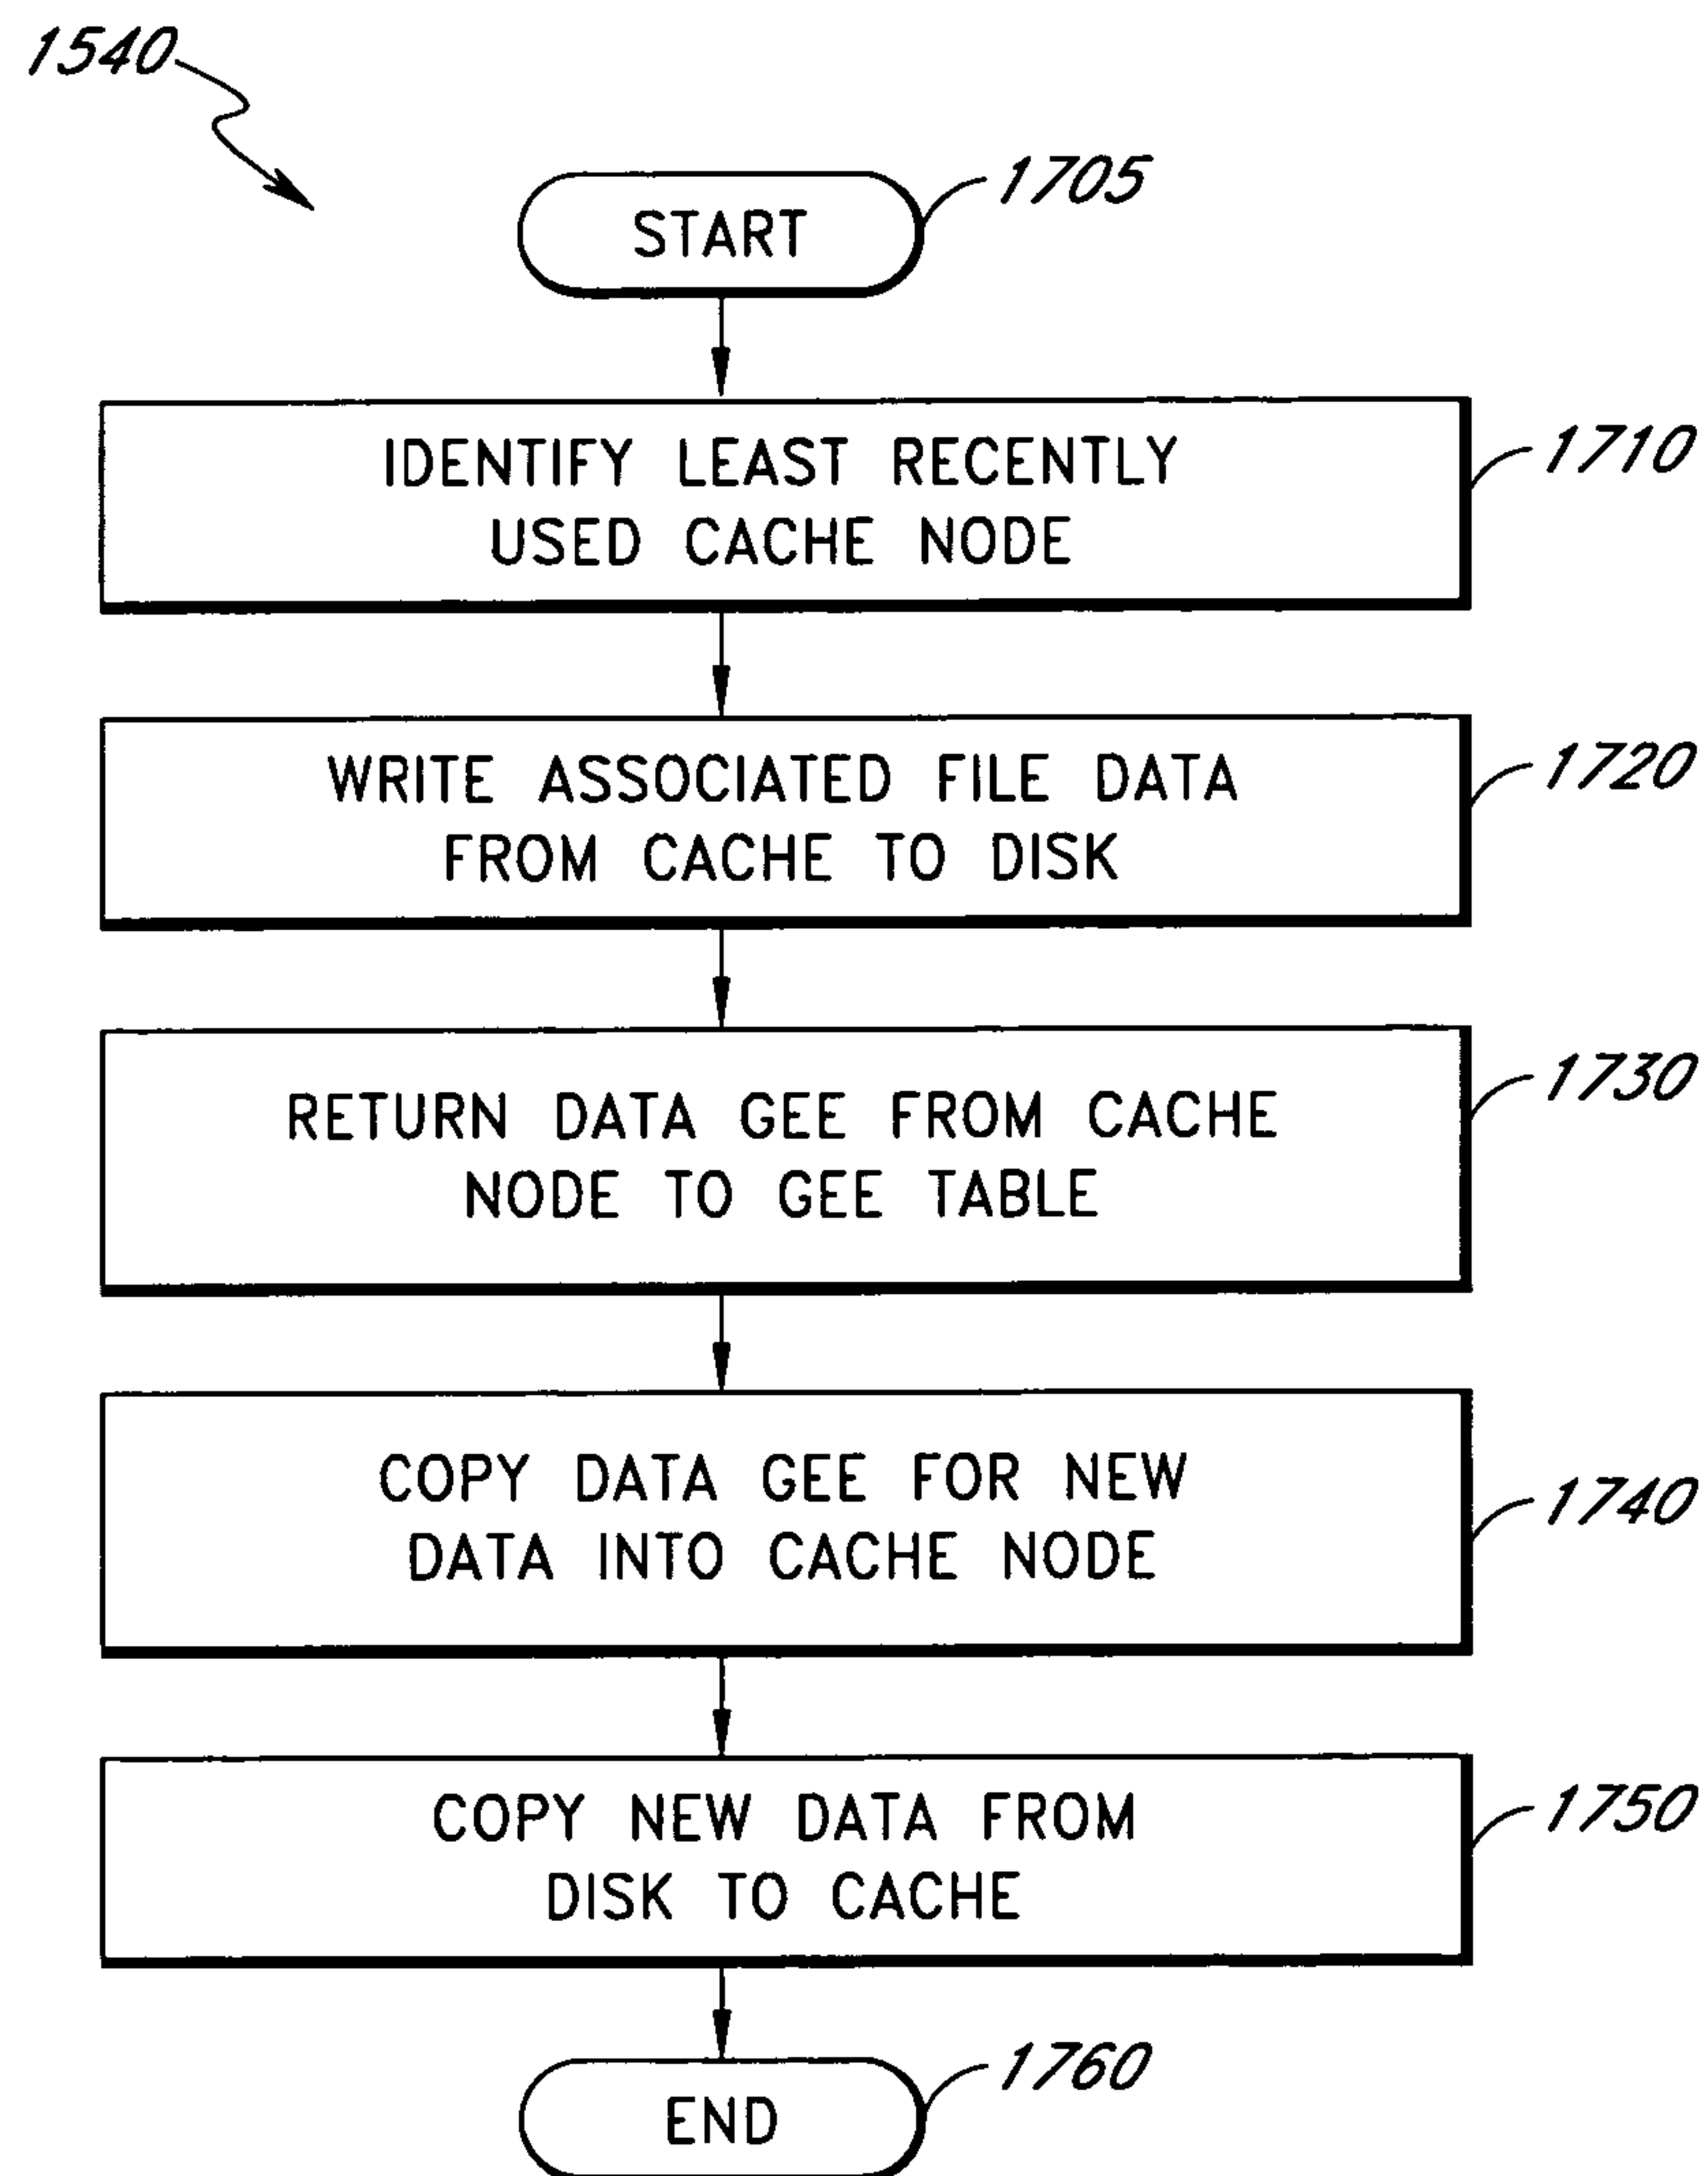 1540
START
1705
IDENTIFY LEAST RECENTLY
USED CACHE NODE
1710
WRITE ASSOCIATED FILE DATA
FROM CACHE TO DISK
1720
RETURN DATA GEE FROM CACHE
NODE TO GEE TABLE
1730
COPY DATA GEE FOR NEW
DATA INTO CACHE NODE
1740
COPY NEW DATA FROM
DISK TO CACHE
1750
END
1760